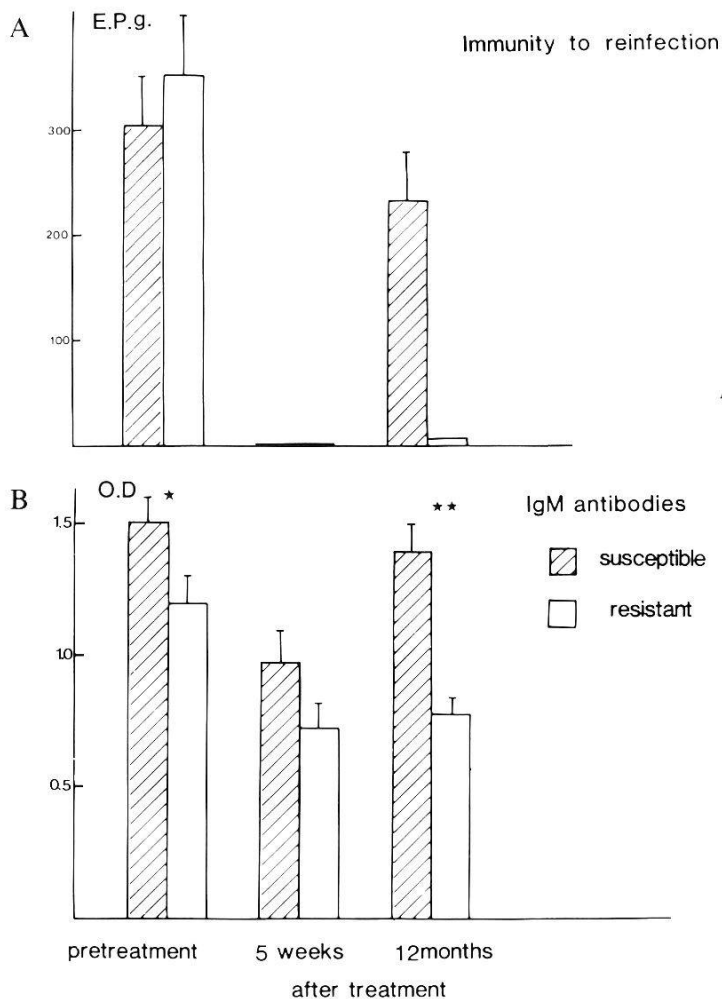 A
E.P.g.
Immunity to reinfection
300
200
100
B
O.D
★
★★
IgM antibodies
1.5
susceptible
resistant
1.0
0.5
pretreatment 5 weeks 12months
after treatment